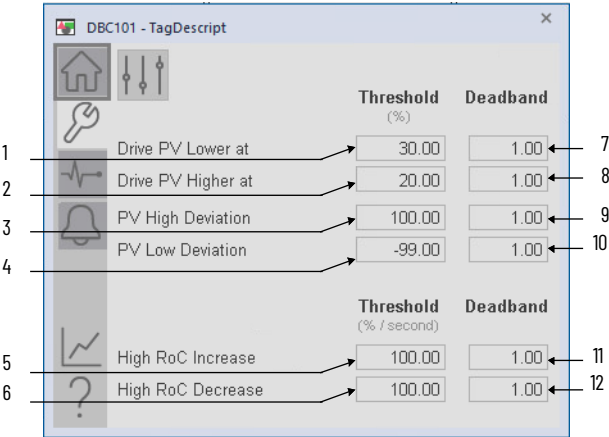 DBC101 - TagDescript
Threshold Deadband
(%)
1 Drive PV Lower at 30.00 1.00 7
2 Drive PV Higher at 20.00 1.00 8
3 PV High Deviation 100.00 1.00 9
4 PV Low Deviation -99.00 1.00 10
Threshold Deadband
(% / second)
5 High RoC Increase 100.00 1.00 11
6 High RoC Decrease 100.00 1.00 12